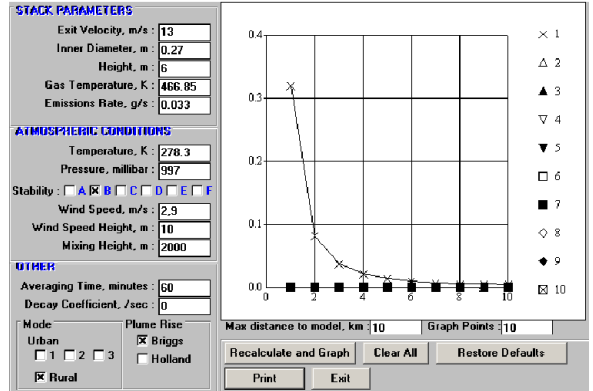 STACK PARAMETERS
Exit Velocity, m/s : 13
Inner Diameter, m : 0.27
Height, m : 6
Gas Temperature, K : 466.85
Emissions Rate, g/s : 0.033
ATMOSPHERIC CONDITIONS
Temperature, K : 278.3
Pressure, millibar : 997
Stability : A B C D E F
Wind Speed, m/s : 2,9
Wind Speed Height, m : 10
Mixing Height, m : 2000
OTHER
Averaging Time, minutes : 60
Decay Coefficient, /sec : 0
Mode
Urban
1 2 3
Rural
Plume Rise
Briggs
Holland
0.4
0.3
0.2
0.1
0.0
0 2 4 6 8 10
1
2
3
4
5
6
7
8
9
10
Max distance to model, km : 10 Graph Points : 10
Recalculate and Graph Clear All Restore Defaults
Print Exit